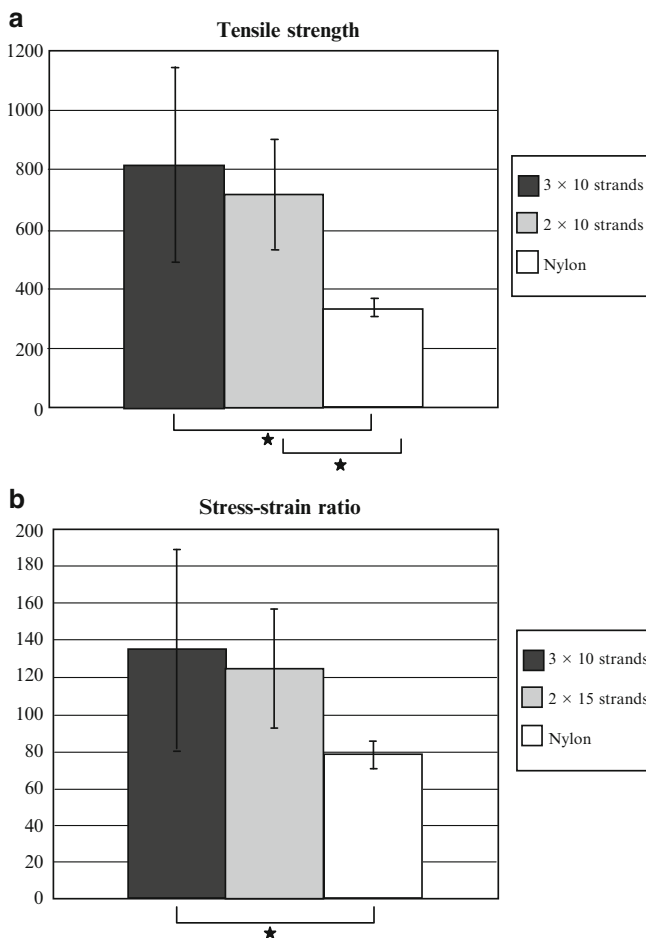 a
Tensile strength
1200
1000
800
600
400
200
0
3 × 10 strands
2 × 10 strands
Nylon
★
★
b
Stress-strain ratio
200
180
160
140
120
100
80
60
40
20
0
3 × 10 strands
2 × 15 strands
Nylon
★